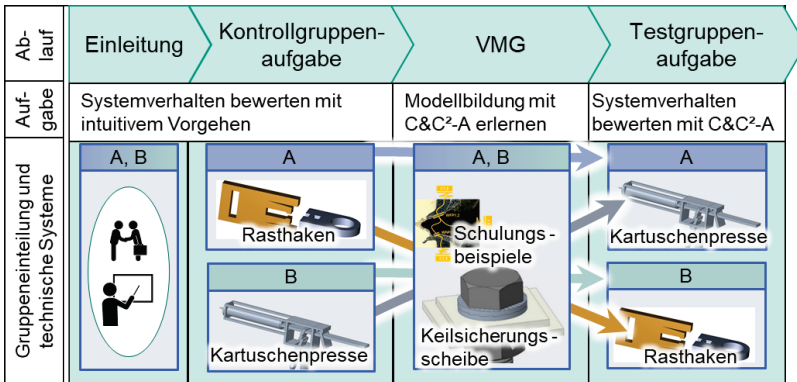 Ab-
lauf
Einleitung
Kontrollgruppen-
aufgabe
VMG
Testgruppen-
aufgabe
Auf-
gabe
Systemverhalten bewerten mit
intuitivem Vorgehen
Modellbildung mit
C&C²-A erlernen
Systemverhalten
bewerten mit C&C²-A
Gruppeneinteilung und
technische Systeme
A, B
A
Rasthaken
B
Kartuschenpresse
A, B
Schulungs-
beispiele
Keilsicherungs-
scheibe
A
Kartuschenpresse
B
Rasthaken